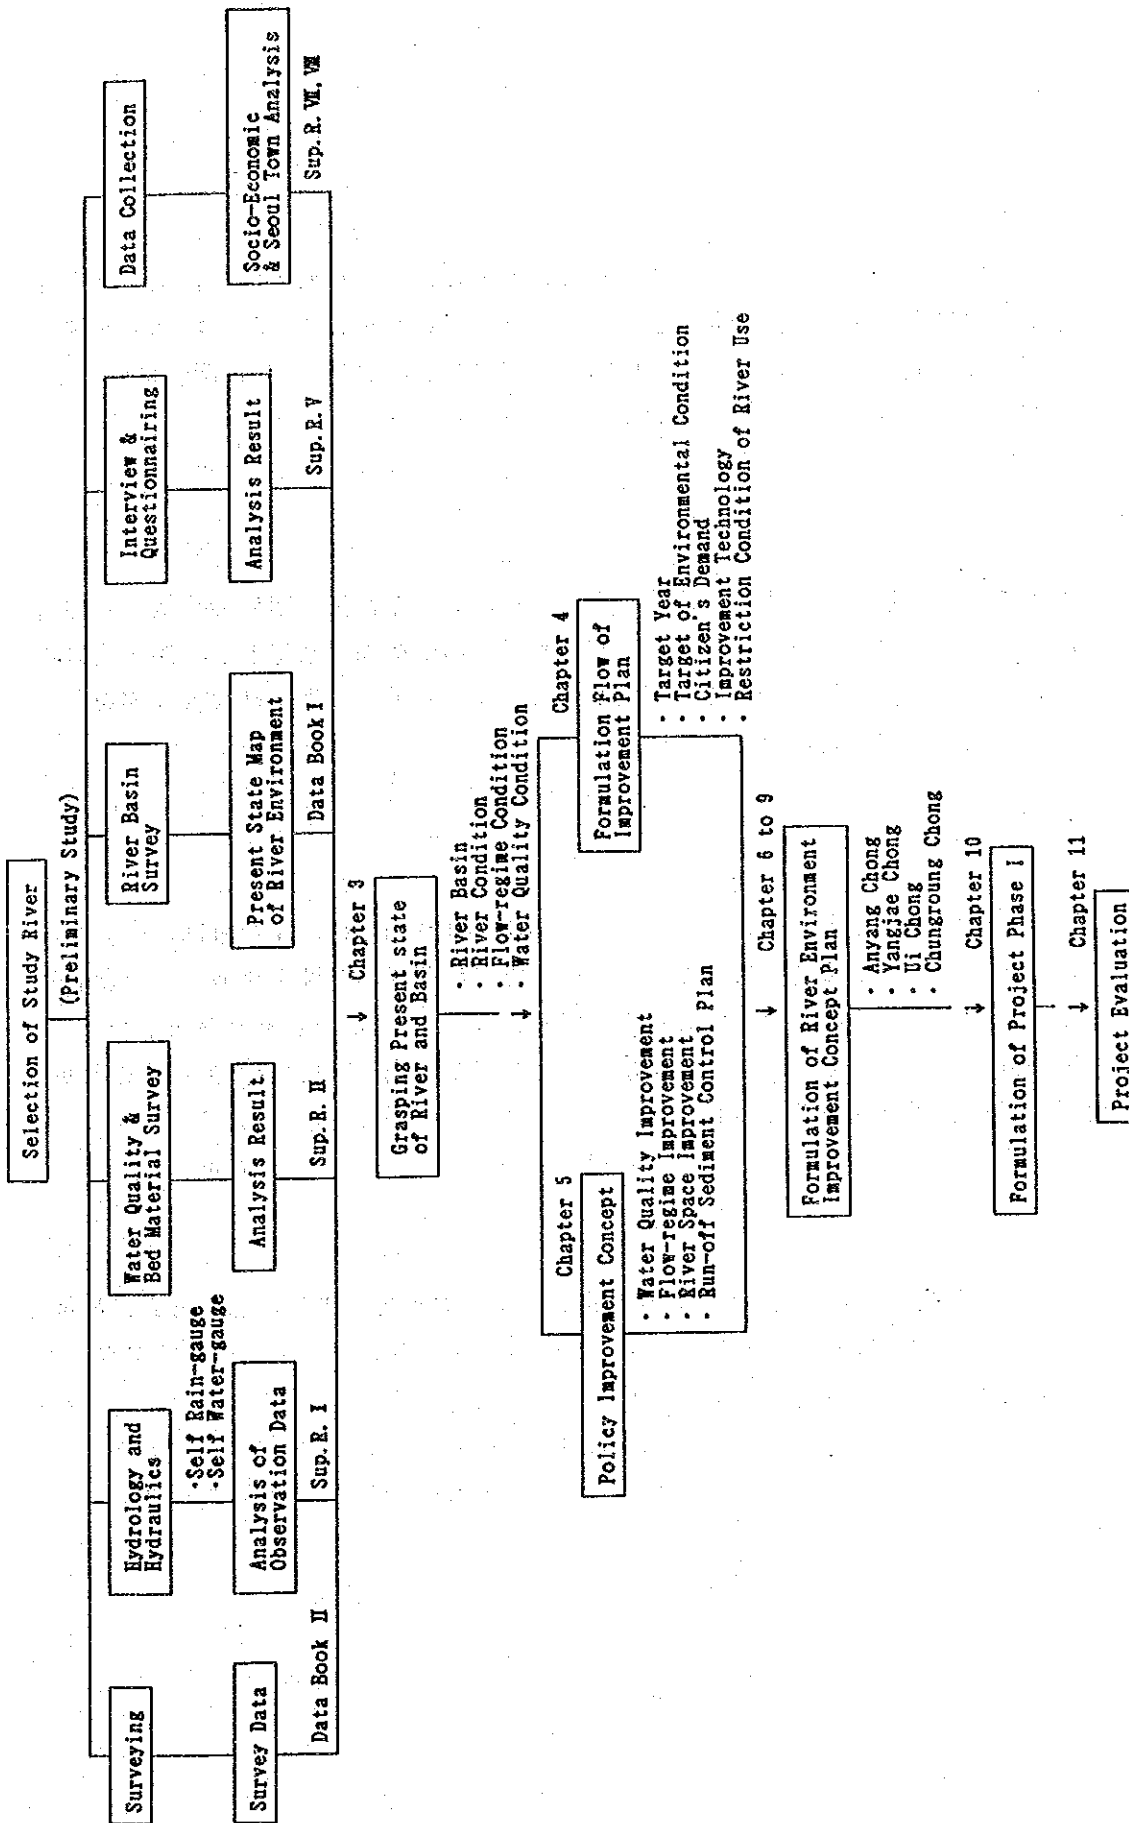 Selection of Study River
(Preliminary Study)
Surveying
Hydrology and
Hydraulics
Water Quality &
Bed Material Survey
River Basin
Survey
Interview &
Questionnairing
Data Collection
·Self Rain-gauge
·Self Water-gauge
Survey Data
Analysis of
Observation Data
Analysis Result
Present State Map
of River Environment
Analysis Result
Socio-Economic
& Seoul Town Analysis
Data Book II
Sup. R. I
Sup. R. II
Data Book I
Sup. R. V
Sup. R. VII, VIII
↓ Chapter 3
Grasping Present state
of River and Basin
· River Basin
· River Condition
· Flow-regime Condition
↓ · Water Quality Condition
Chapter 5
Policy Improvement Concept
· Water Quality Improvement
· Flow-regime Improvement
· River Space Improvement
· Run-off Sediment Control Plan
Chapter 4
Formulation Flow of
Improvement Plan
· Target Year
· Target of Environmental Condition
· Citizen's Demand
· Improvement Technology
· Restriction Condition of River Use
↓ Chapter 6 to 9
Formulation of River Environment
Improvement Concept Plan
· Anyang Chong
· Yangjae Chong
· Ui Chong
· Chungroung Chong
↓ Chapter 10
Formulation of Project Phase I
↓ Chapter 11
Project Evaluation